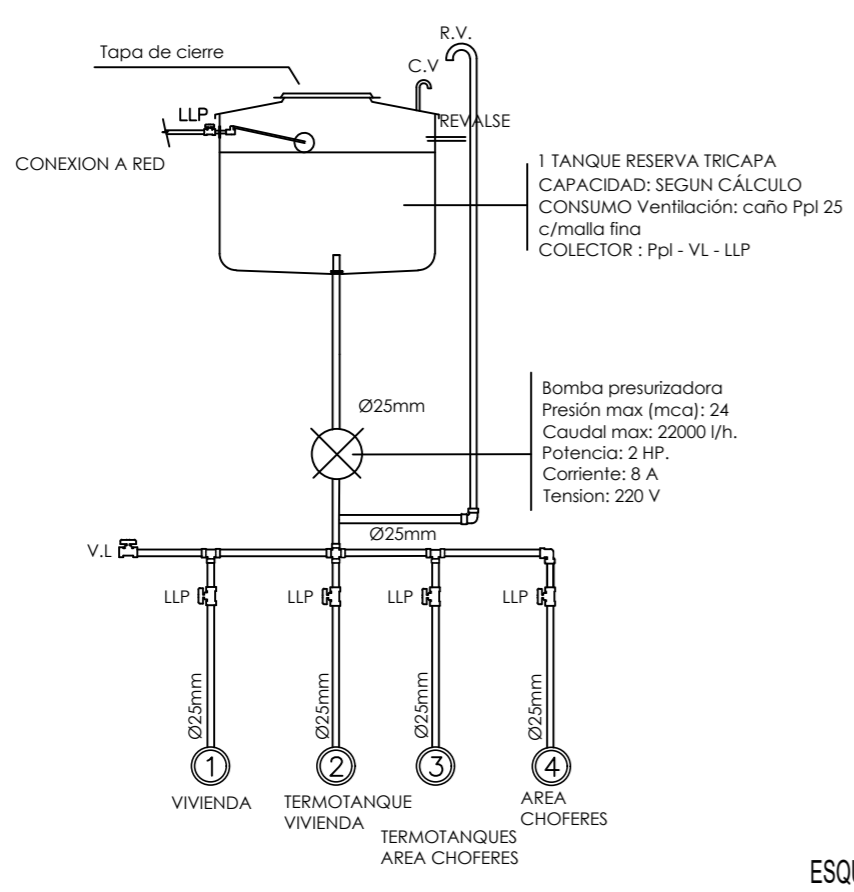 R.V.
Tapa de cierre
C.V
LLP
REVALSE
CONEXION A RED
1 TANQUE RESERVA TRICAPA
CAPACIDAD: SEGUN CÁLCULO
CONSUMO Ventilación: caño Ppl 25
c/malla fina
COLECTOR : Ppl - VL - LLP
Ø25mm
Bomba presurizadora
Presión max (mca): 24
Caudal max: 22000 l/h.
Potencia: 2 HP.
Corriente: 8 A
Tension: 220 V
Ø25mm
V.L
LLP
LLP
LLP
LLP
Ø25mm
Ø25mm
Ø25mm
Ø25mm
1
2
3
4
VIVIENDA
TERMOTANQUE
VIVIENDA
TERMOTANQUES
AREA CHOFERES
AREA
CHOFERES
ESQU